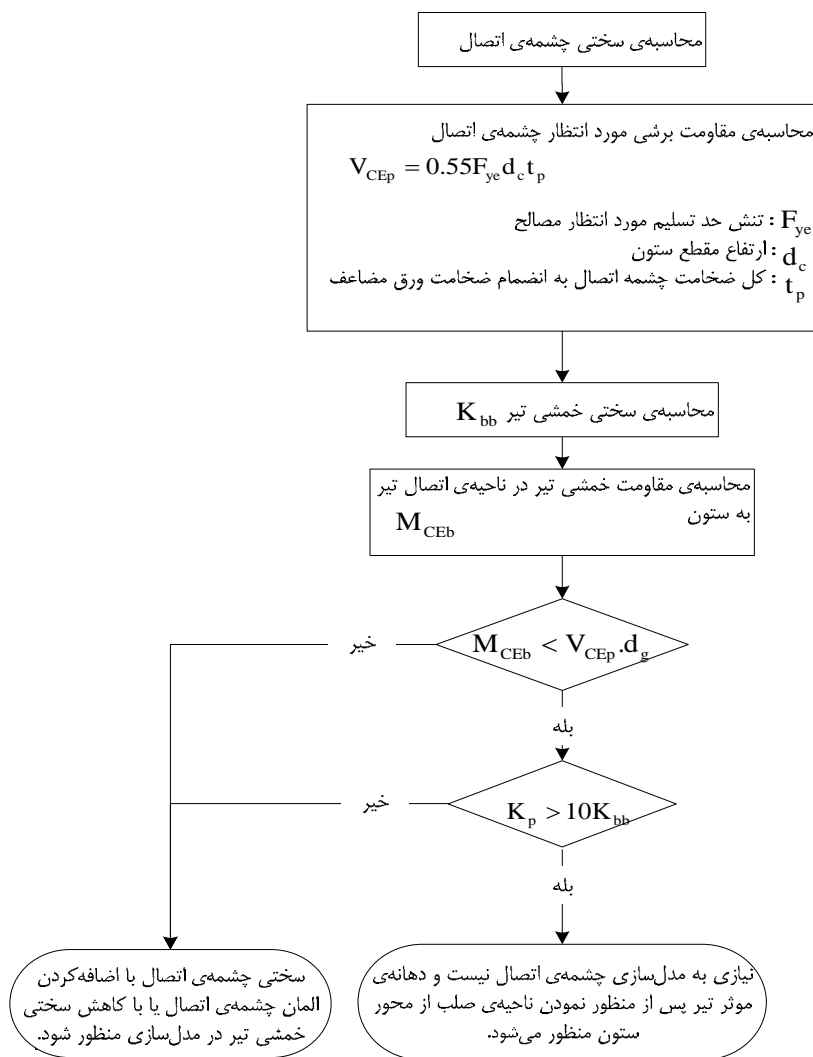 محاسبه‌ی سختی چشمه‌ی اتصال
محاسبه‌ی مقاومت برشی مورد انتظار چشمه‌ی اتصال
V_CEp = 0.55F_ye d_c t_p
F_ye : تنش حد تسلیم مورد انتظار مصالح
d_c : ارتفاع مقطع ستون
t_p : کل ضخامت چشمه اتصال به انضمام ضخامت ورق مضاعف
محاسبه‌ی سختی خمشی تیر K_bb
محاسبه‌ی مقاومت خمشی تیر در ناحیه‌ی اتصال تیر
به ستون M_CEb
M_CEb < V_CEp.d_g
خیر
بله
K_p > 10K_bb
خیر
بله
نیازی به مدل‌سازی چشمه‌ی اتصال نیست و دهانه‌ی
موثر تیر پس از منظور نمودن ناحیه‌ی صلب از محور
ستون منظور می‌شود.
سختی چشمه‌ی اتصال با اضافه‌کردن
المان چشمه‌ی اتصال یا با کاهش سختی
خمشی تیر در مدل‌سازی منظور شود.